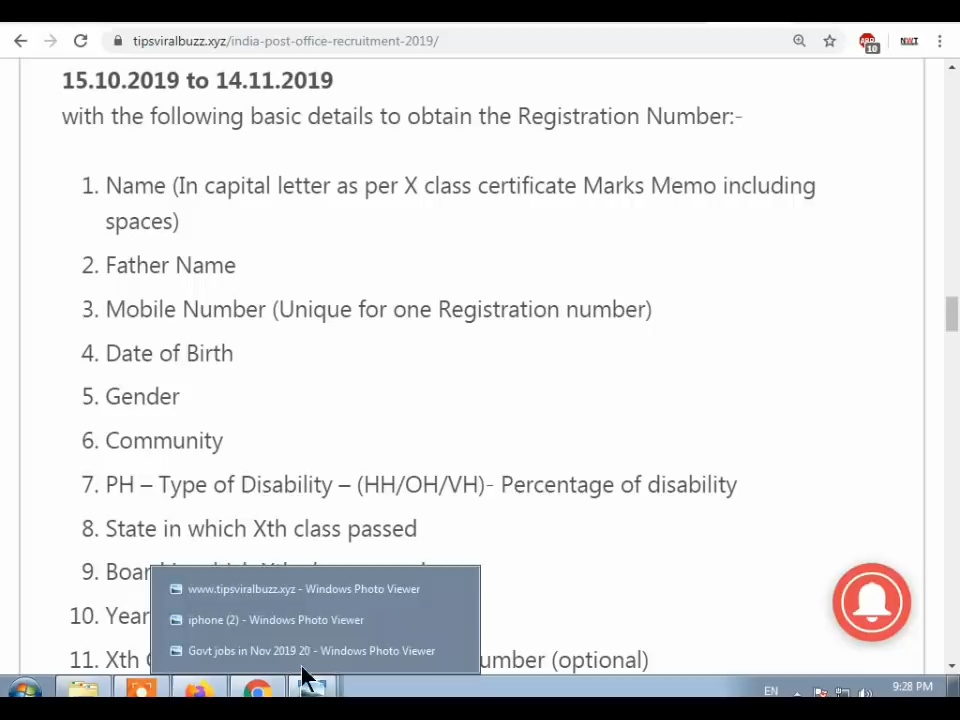 tipsviralbuzz.xyz/india-post-office-recruitment-2019/
10
NWT
15.10.2019 to 14.11.2019
with the following basic details to obtain the Registration Number:-
1. Name (In capital letter as per X class certificate Marks Memo including
spaces)
2. Father Name
3. Mobile Number (Unique for one Registration number)
4. Date of Birth
5. Gender
6. Community
7. PH – Type of Disability – (HH/OH/VH)- Percentage of disability
8. State in which Xth class passed
9. Boar
www.tipsviralbuzz.xyz - Windows Photo Viewer
10. Year
iphone (2) - Windows Photo Viewer
Govt jobs in Nov 2019 20 - Windows Photo Viewer
11. Xth umber (optional)
EN
9:28 PM